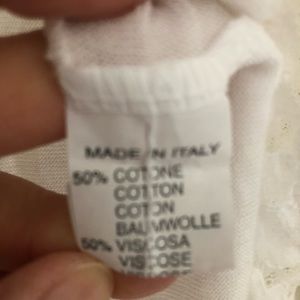 MADE IN ITALY
50% COTONE
COTTON
COTON
BAUMWOLLE
50% VISCOSA
VISCOSE